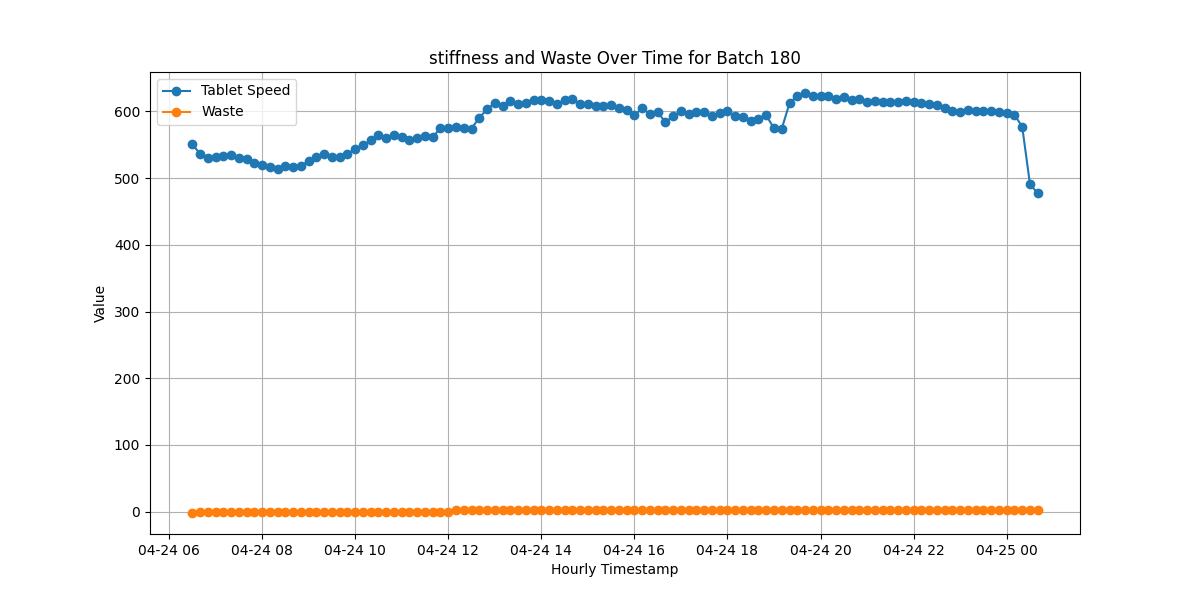 stiffness and Waste Over Time for Batch 180
Tablet Speed
Waste
600
500
400
300
200
100
0
Value
04-24 06 04-24 08 04-24 10 04-24 12 04-24 14 04-24 16 04-24 18 04-24 20 04-24 22 04-25 00
Hourly Timestamp